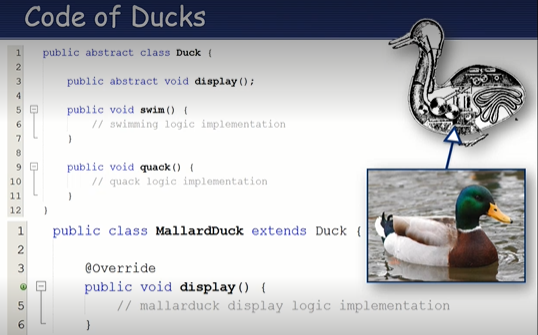 Code of Ducks
1 public abstract class Duck {
2
3 public abstract void display();
4
5 public void swim() {
6 // swimming logic implementation
7 }
8
9 public void quack() {
10 // quack logic implementation
11 }
12 }
1 public class MallardDuck extends Duck {
2
3 @Override
public void display() {
5 // mallarduck display logic implementation
6 }